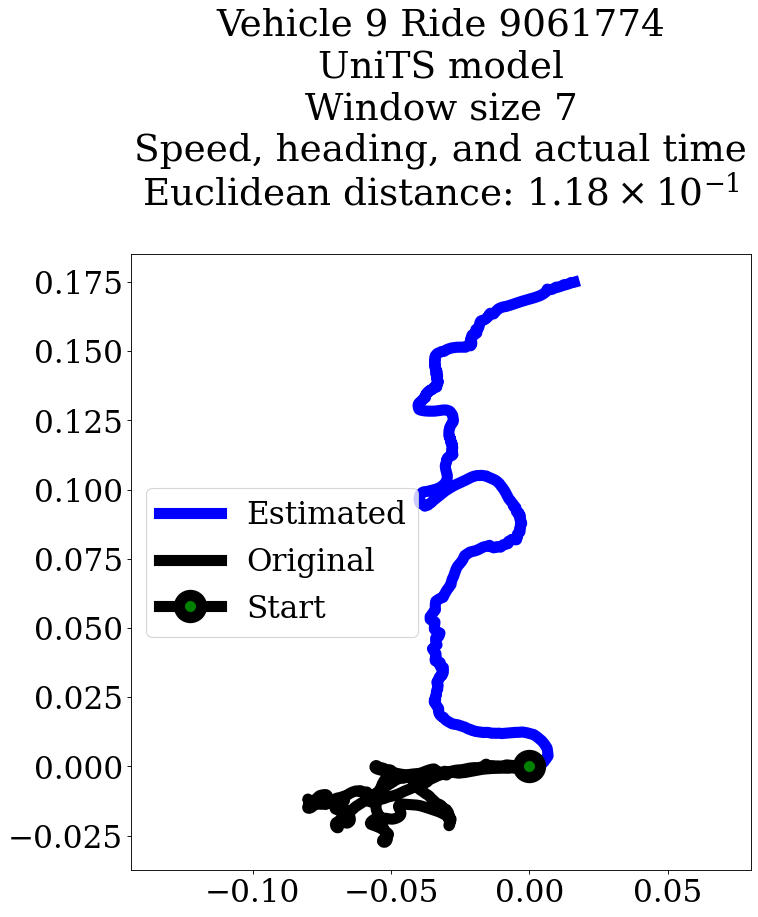 Vehicle 9 Ride 9061774
UniTS model
Window size 7
Speed, heading, and actual time
Euclidean distance: 1.18 × 10⁻¹
0.175
0.150
0.125
0.100
0.075
0.050
0.025
0.000
−0.025
Estimated
Original
Start
−0.10 −0.05 0.00 0.05